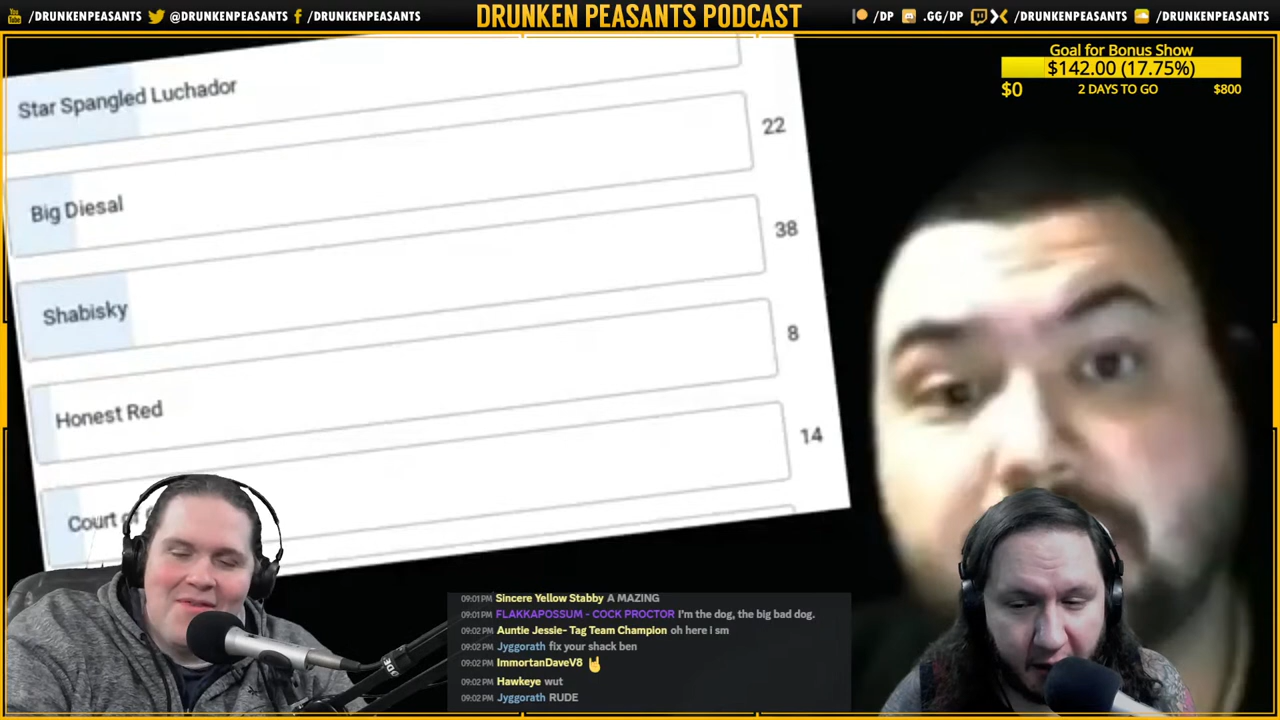 /DRUNKENPEASANTS @DRUNKENPEASANTS /DRUNKENPEASANTS DRUNKEN PEASANTS PODCAST /DP .GG/DP /DRUNKENPEASANTS /DRUNKENPEASANTS
Goal for Bonus Show
$142.00 (17.75%)
$0 2 DAYS TO GO $800
Star Spangled Luchador
22
Big Diesal
38
Shabisky
8
Honest Red
14
Court of
09:01 PM Sincere Yellow Stabby A MAZING
09:01 PM FLAKKAPOSSUM - COCK PROCTOR I'm the dog, the big bad dog.
09:02 PM Auntie Jessie- Tag Team Champion oh here i sm
09:02 PM Jyggorath fix your shack ben
09:02 PM ImmortanDaveV8 🤘
09:02 PM Hawkeye wut
09:02 PM Jyggorath RUDE